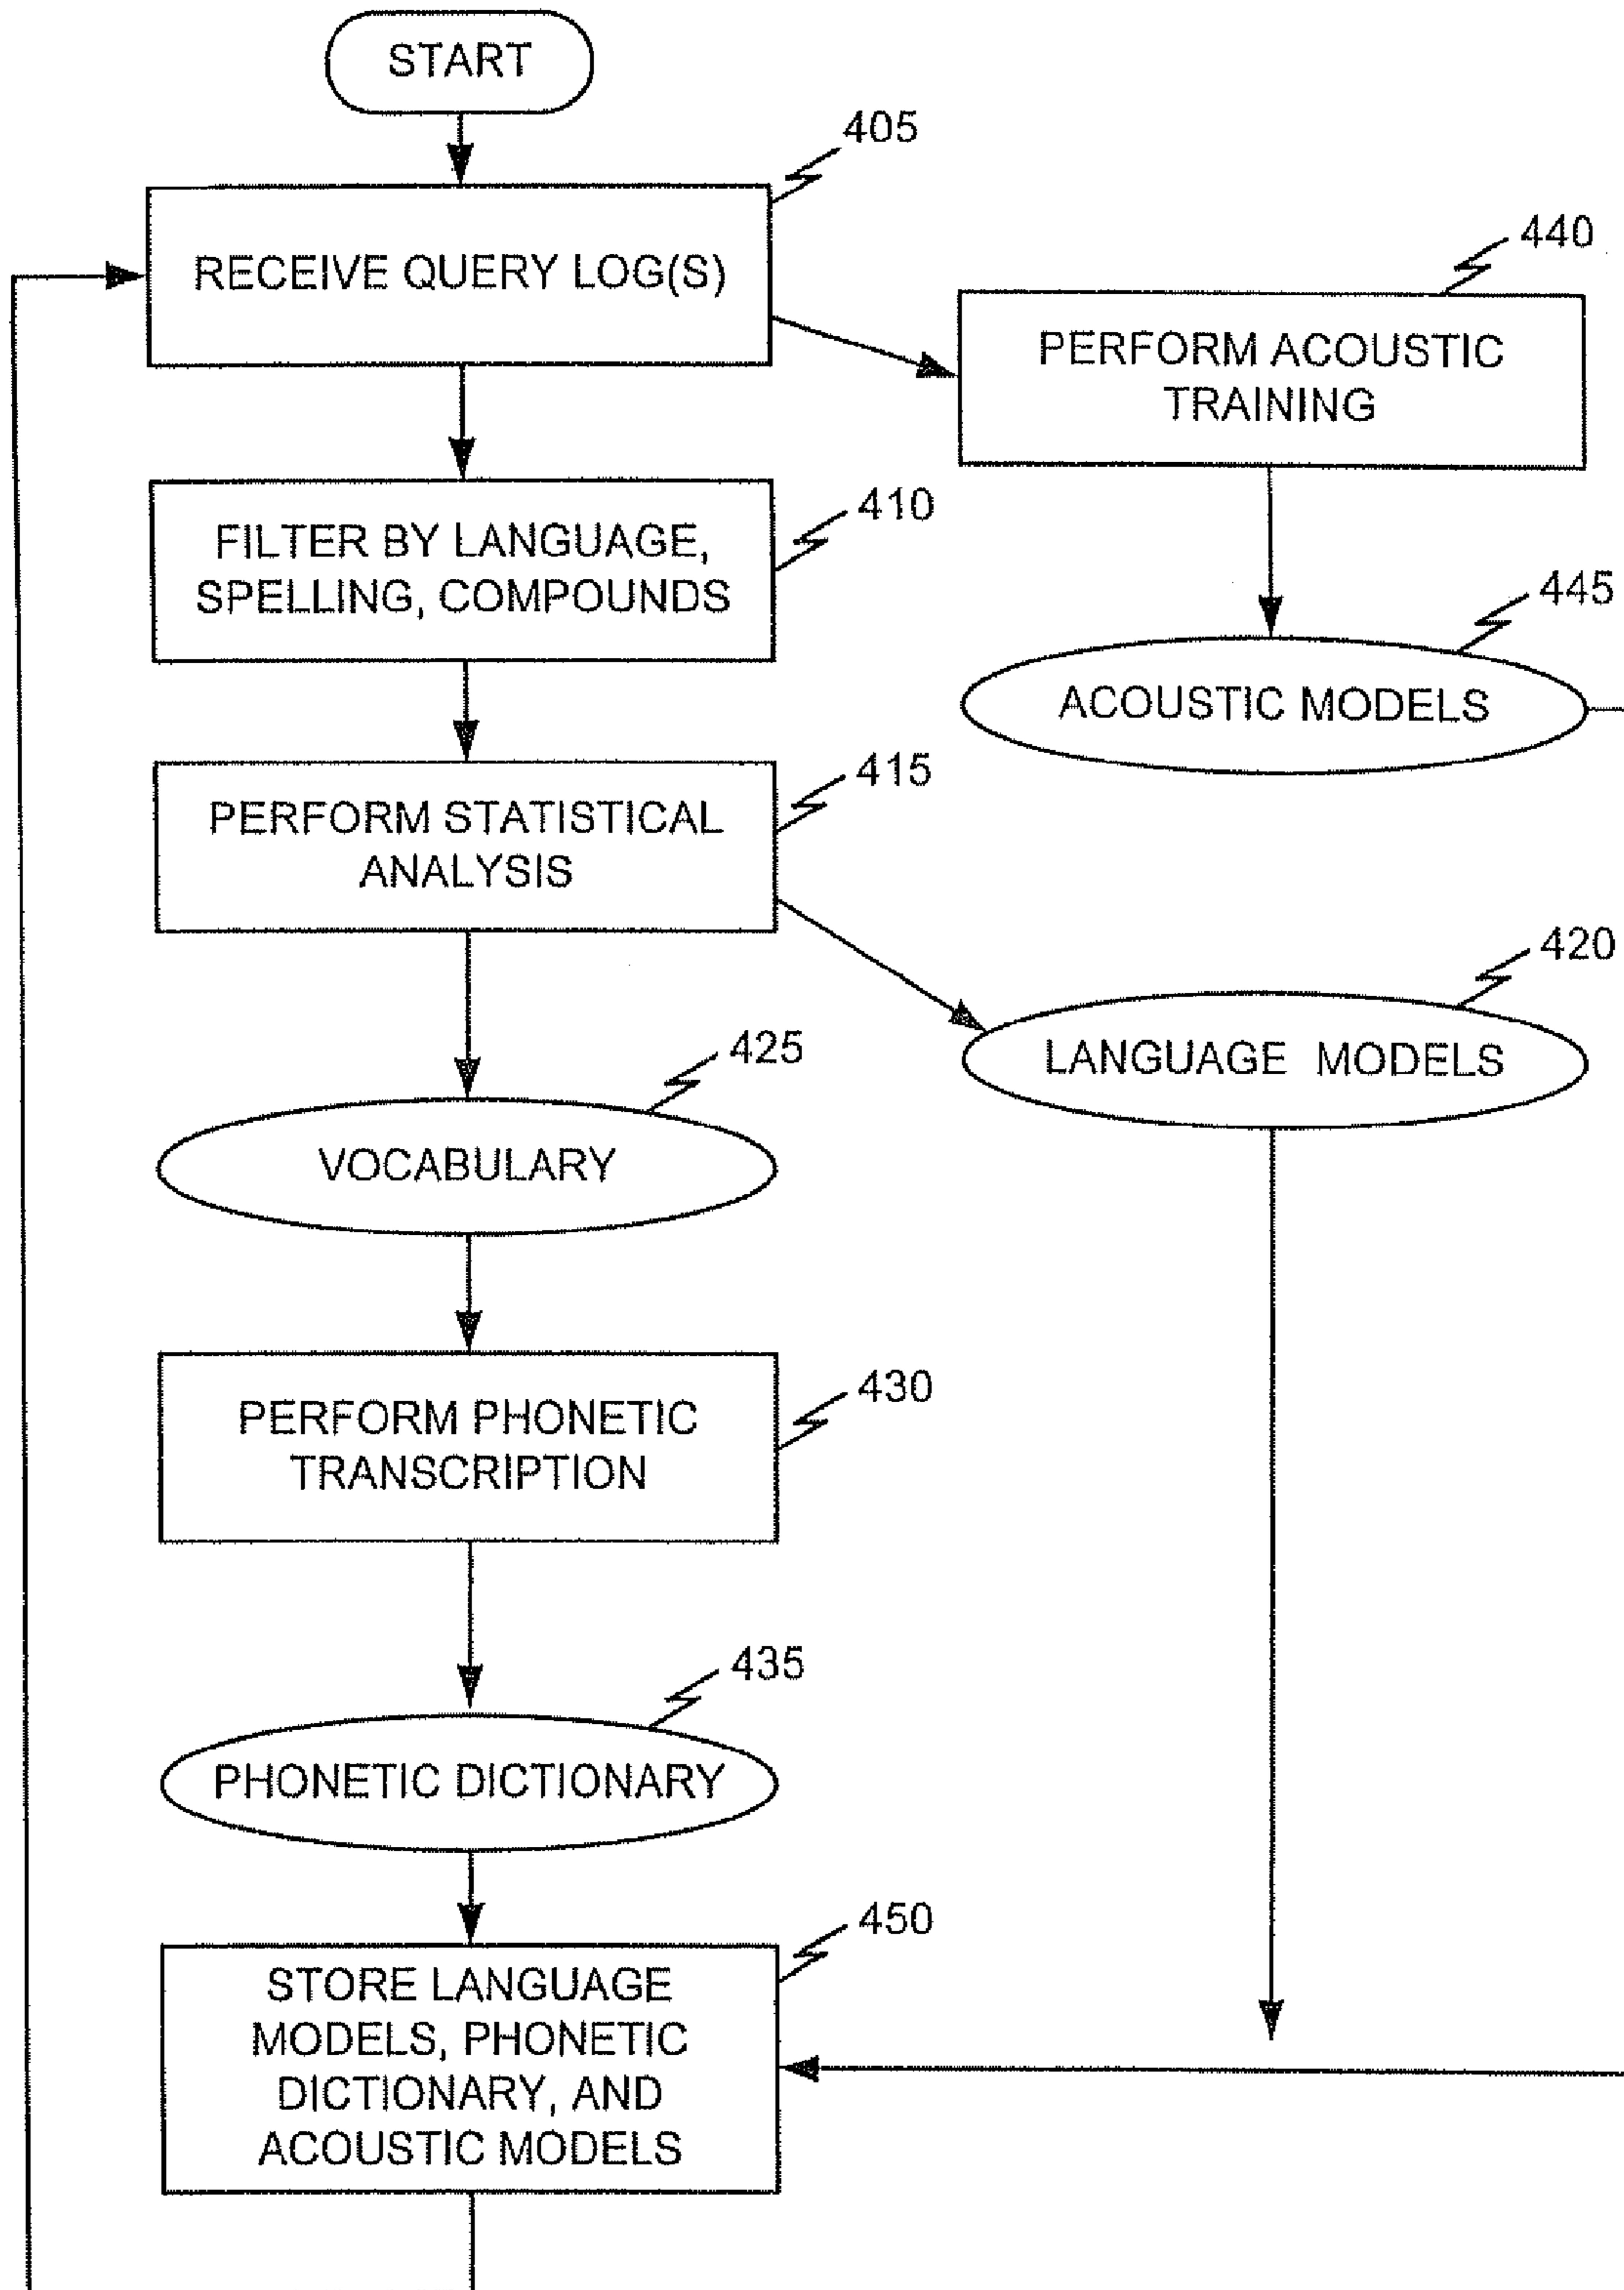 START
405
RECEIVE QUERY LOG(S)
440
PERFORM ACOUSTIC
TRAINING
410
FILTER BY LANGUAGE,
SPELLING, COMPOUNDS
445
ACOUSTIC MODELS
415
PERFORM STATISTICAL
ANALYSIS
420
LANGUAGE MODELS
425
VOCABULARY
430
PERFORM PHONETIC
TRANSCRIPTION
435
PHONETIC DICTIONARY
450
STORE LANGUAGE
MODELS, PHONETIC
DICTIONARY, AND
ACOUSTIC MODELS